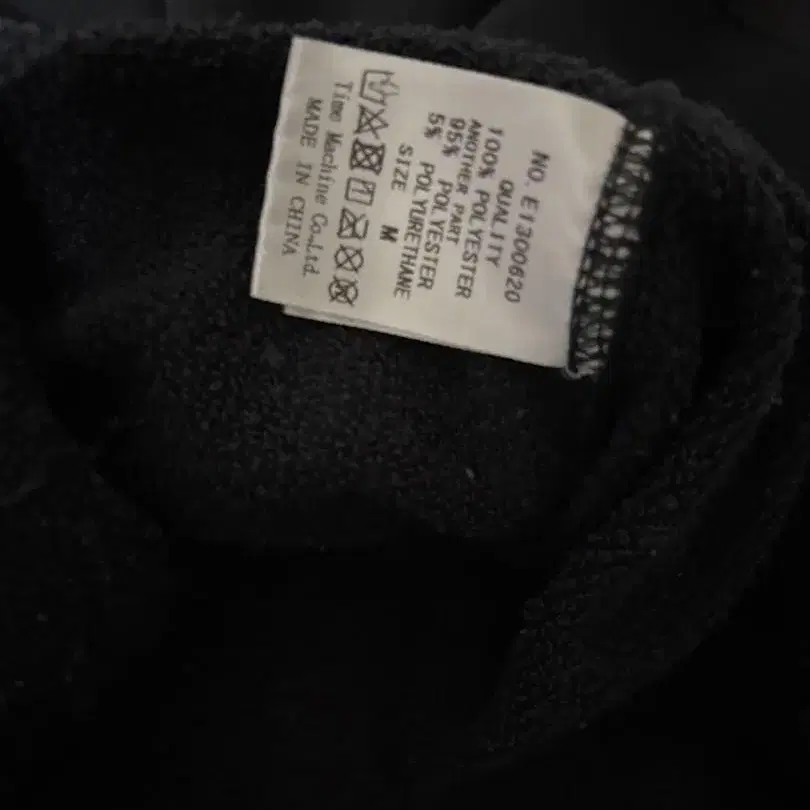 NO. E1300620
QUALITY
100% POLYESTER
ANOTHER PART
95% POLYESTER
5% POLYURETHANE
SIZE M
Time Machine Co.,Ltd.
MADE IN CHINA